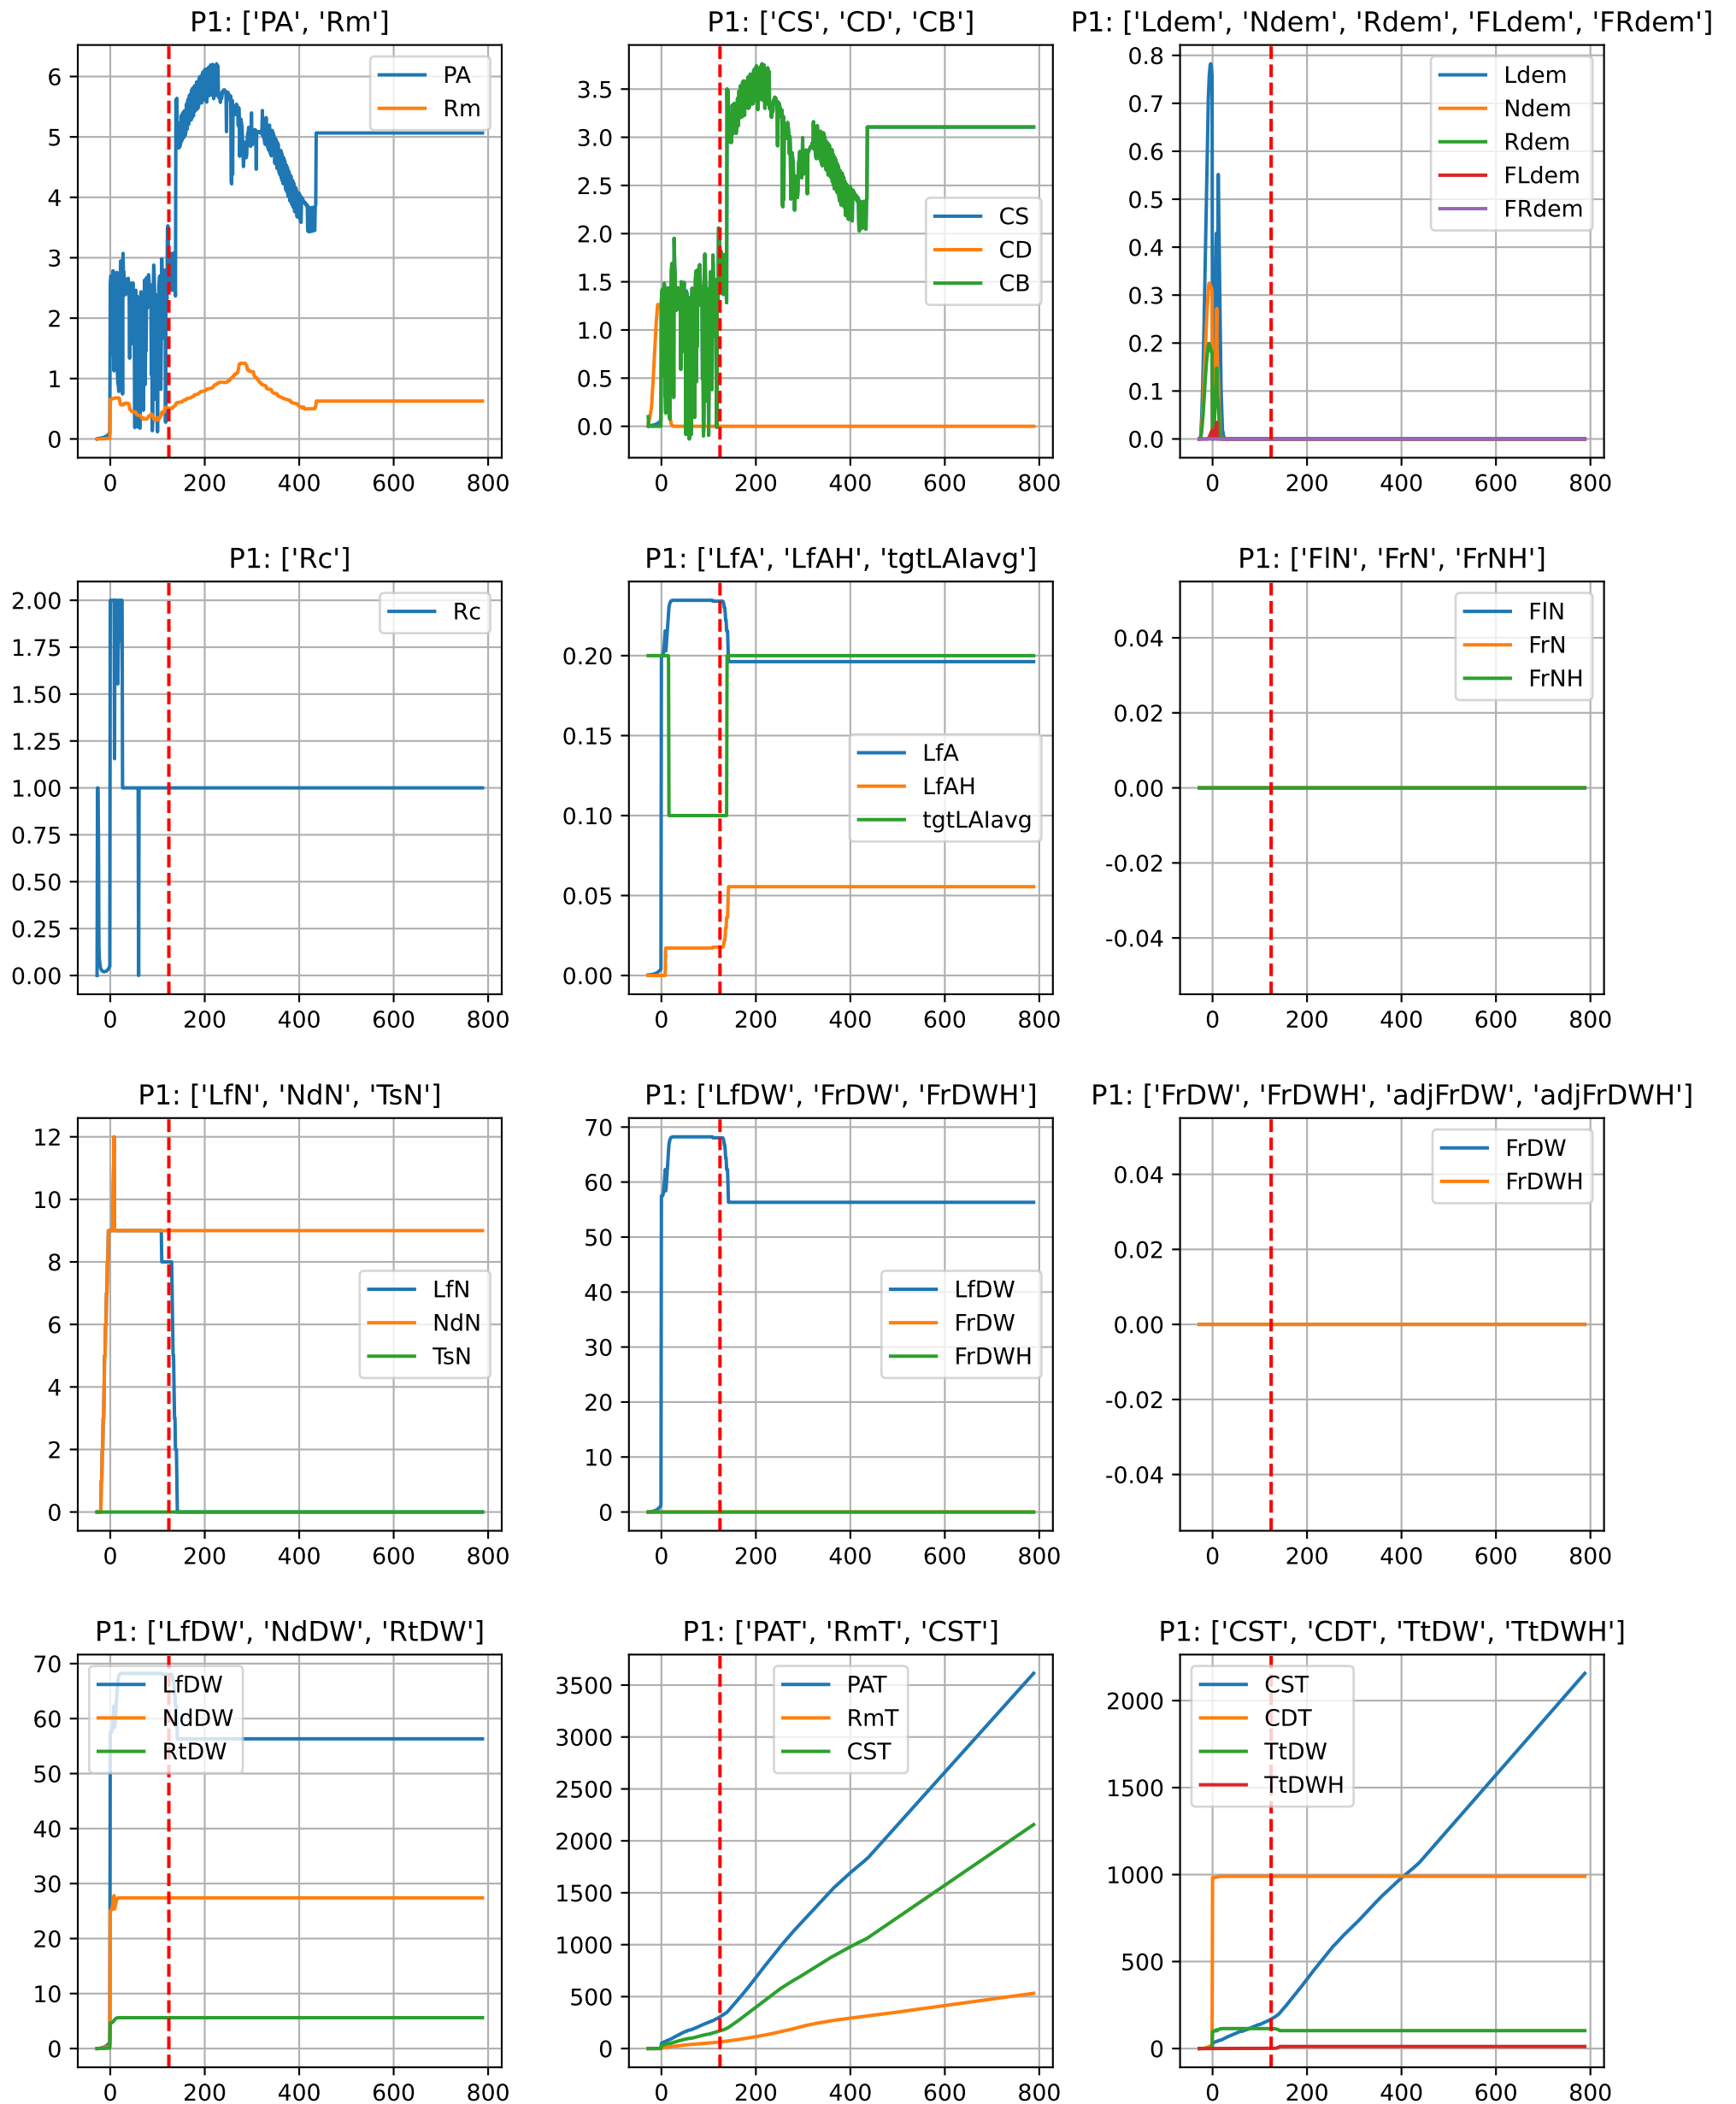 P1: ['PA', 'Rm']
6
5
4
3
2
1
0
PA
Rm
0 200 400 600 800
P1: ['CS', 'CD', 'CB']
3.5
3.0
2.5
2.0
1.5
1.0
0.5
0.0
CS
CD
CB
0 200 400 600 800
P1: ['Ldem', 'Ndem', 'Rdem', 'FLdem', 'FRdem']
0.8
0.7
0.6
0.5
0.4
0.3
0.2
0.1
0.0
Ldem
Ndem
Rdem
FLdem
FRdem
0 200 400 600 800
P1: ['Rc']
2.00
1.75
1.50
1.25
1.00
0.75
0.50
0.25
0.00
Rc
0 200 400 600 800
P1: ['LfA', 'LfAH', 'tgtLAIavg']
0.20
0.15
0.10
0.05
0.00
LfA
LfAH
tgtLAIavg
0 200 400 600 800
P1: ['FlN', 'FrN', 'FrNH']
0.04
0.02
0.00
-0.02
-0.04
FlN
FrN
FrNH
0 200 400 600 800
P1: ['LfN', 'NdN', 'TsN']
12
10
8
6
4
2
0
LfN
NdN
TsN
0 200 400 600 800
P1: ['LfDW', 'FrDW', 'FrDWH']
70
60
50
40
30
20
10
0
LfDW
FrDW
FrDWH
0 200 400 600 800
P1: ['FrDW', 'FrDWH', 'adjFrDW', 'adjFrDWH']
0.04
0.02
0.00
-0.02
-0.04
FrDW
FrDWH
0 200 400 600 800
P1: ['LfDW', 'NdDW', 'RtDW']
70
60
50
40
30
20
10
0
LfDW
NdDW
RtDW
0 200 400 600 800
P1: ['PAT', 'RmT', 'CST']
3500
3000
2500
2000
1500
1000
500
0
PAT
RmT
CST
0 200 400 600 800
P1: ['CST', 'CDT', 'TtDW', 'TtDWH']
2000
1500
1000
500
0
CST
CDT
TtDW
TtDWH
0 200 400 600 800